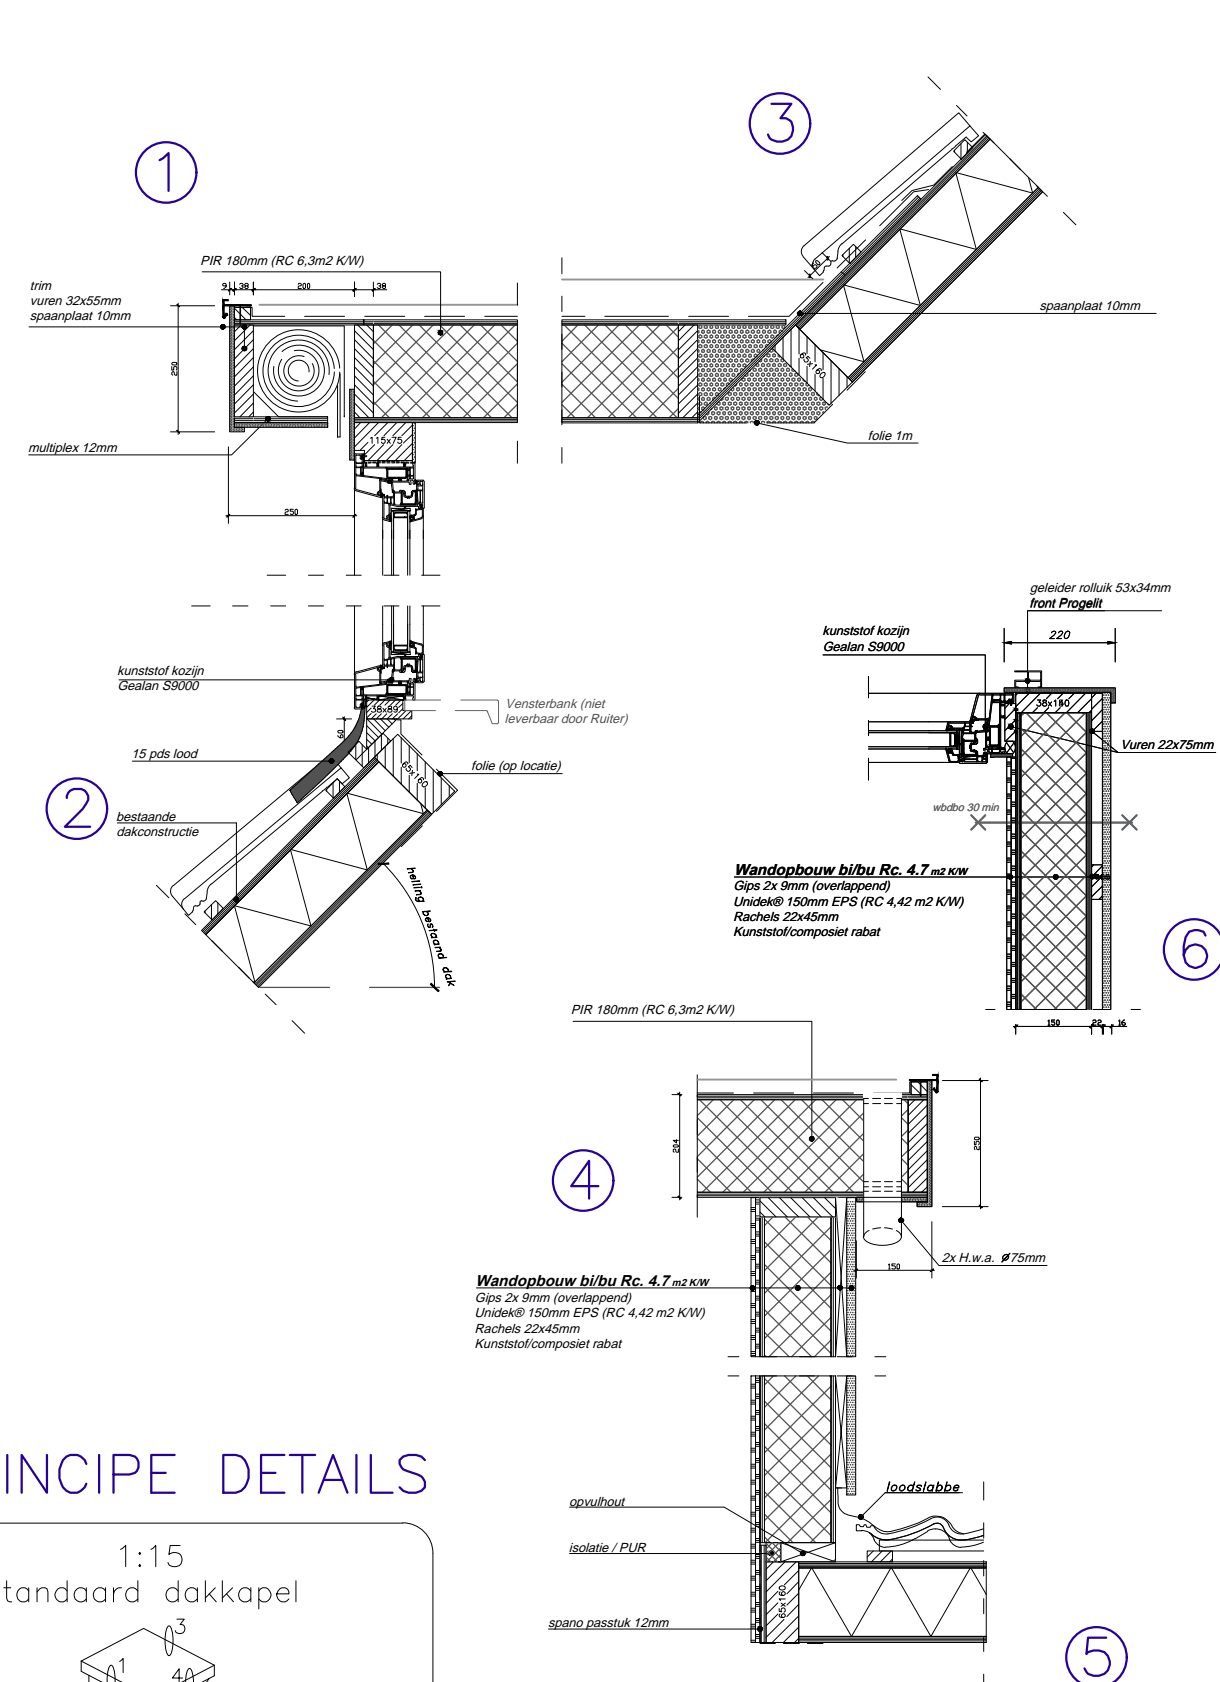 1
3
PIR 180mm (RC 6,3m2 K/W)
trim
vuren 32x55mm
spaanplaat 10mm
9 38 200 38
250
multiplex 12mm
115x75
250
50
spaanplaat 10mm
65x160
folie 1m
kunststof kozijn
Gealan S9000
38x89
Vensterbank (niet
leverbaar door Ruiter)
60
15 pds lood
65x160
folie (op locatie)
2
bestaande
dakconstructie
helling bestaand dak
geleider rolluik 53x34mm
front Progelit
220
kunststof kozijn
Gealan S9000
38x140
Vuren 22x75mm
wbdbo 30 min
Wandopbouw bi/bu Rc. 4.7 m2 K/W
Gips 2x 9mm (overlappend)
Unidek® 150mm EPS (RC 4,42 m2 K/W)
Rachels 22x45mm
Kunststof/composiet rabat
6
150 22 16
PIR 180mm (RC 6,3m2 K/W)
204
250
4
2x H.w.a. ø75mm
150
Wandopbouw bi/bu Rc. 4.7 m2 K/W
Gips 2x 9mm (overlappend)
Unidek® 150mm EPS (RC 4,42 m2 K/W)
Rachels 22x45mm
Kunststof/composiet rabat
loodslabbe
opvulhout
isolatie / PUR
65x160
spano passtuk 12mm
5
INCIPE DETAILS
1:15
tandaard dakkapel
3
1
4